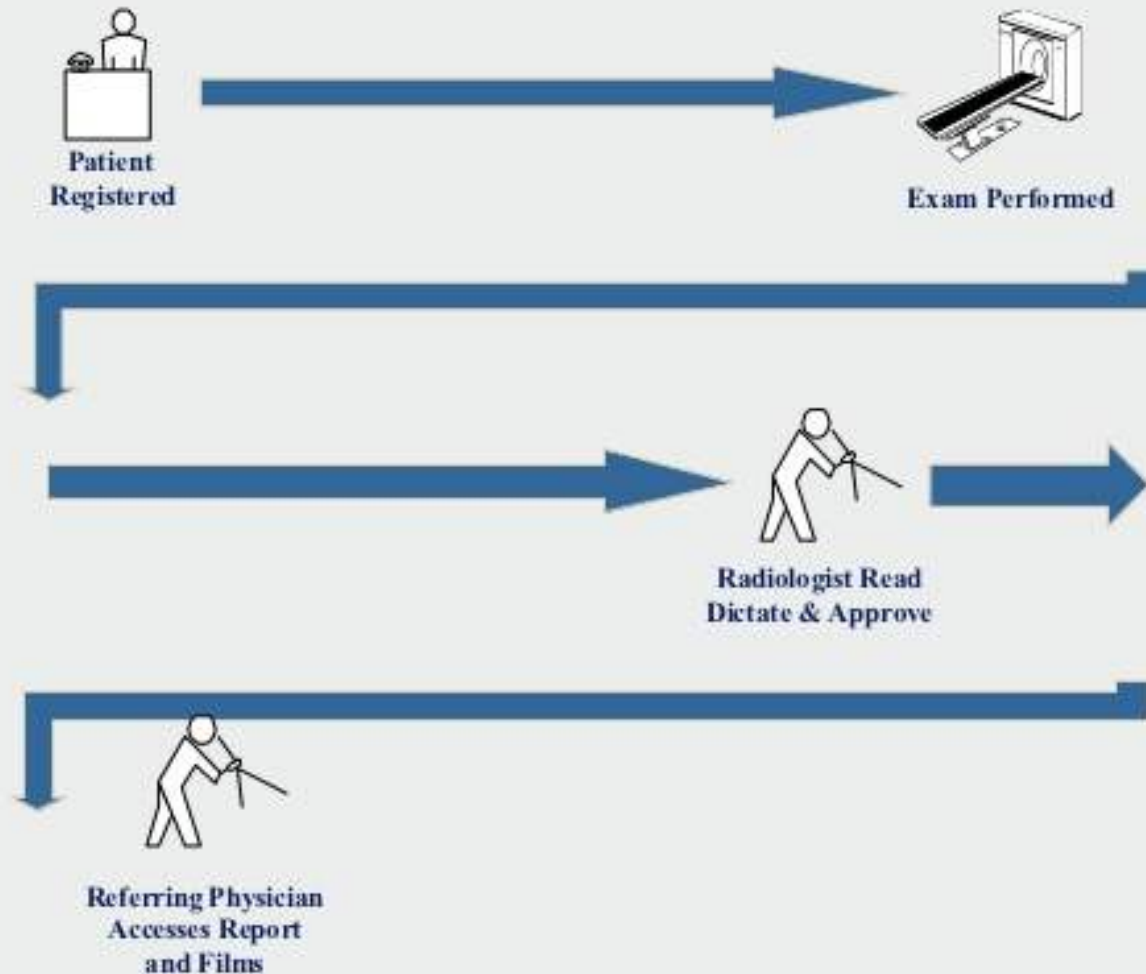 Patient
Registered
Exam Performed
Radiologist Read
Dictate & Approve
Referring Physician
Accesses Report
and Films